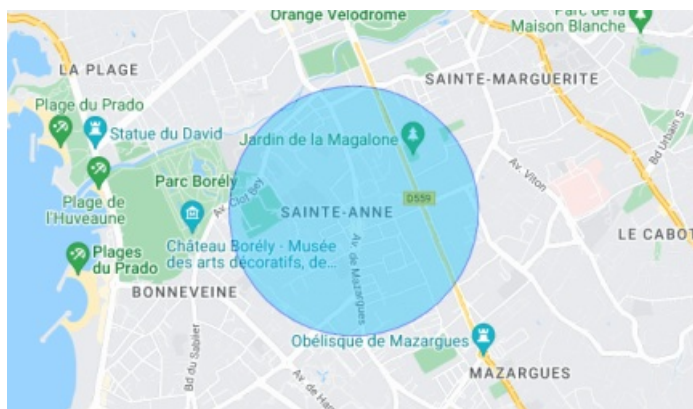 Orange Vélodrome
Parc de la
Maison Blanche
LA PLAGE
SAINTE-MARGUERITE
Plage du Prado
Statue du David
Jardin de la Magalone
Bd Urbain S
Av. Viton
Parc Borély
Av. Clot Bey
D559
Plage de
l'Huveaune
SAINTE-ANNE
LE CABOT
Château Borély - Musée
des arts décoratifs, de...
Plages
du Prado
Av. de Mazargues
BONNEVEINE
Bd du Sablier
Obélisque de Mazargues
MAZARGUES
Av. de Ha